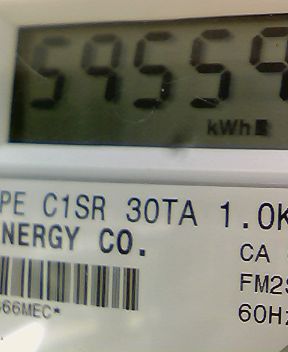 59559
kWh
PE C1SR 30TA 1.0K
NERGY CO.
CA
FM2S
66MEC*
60Hz